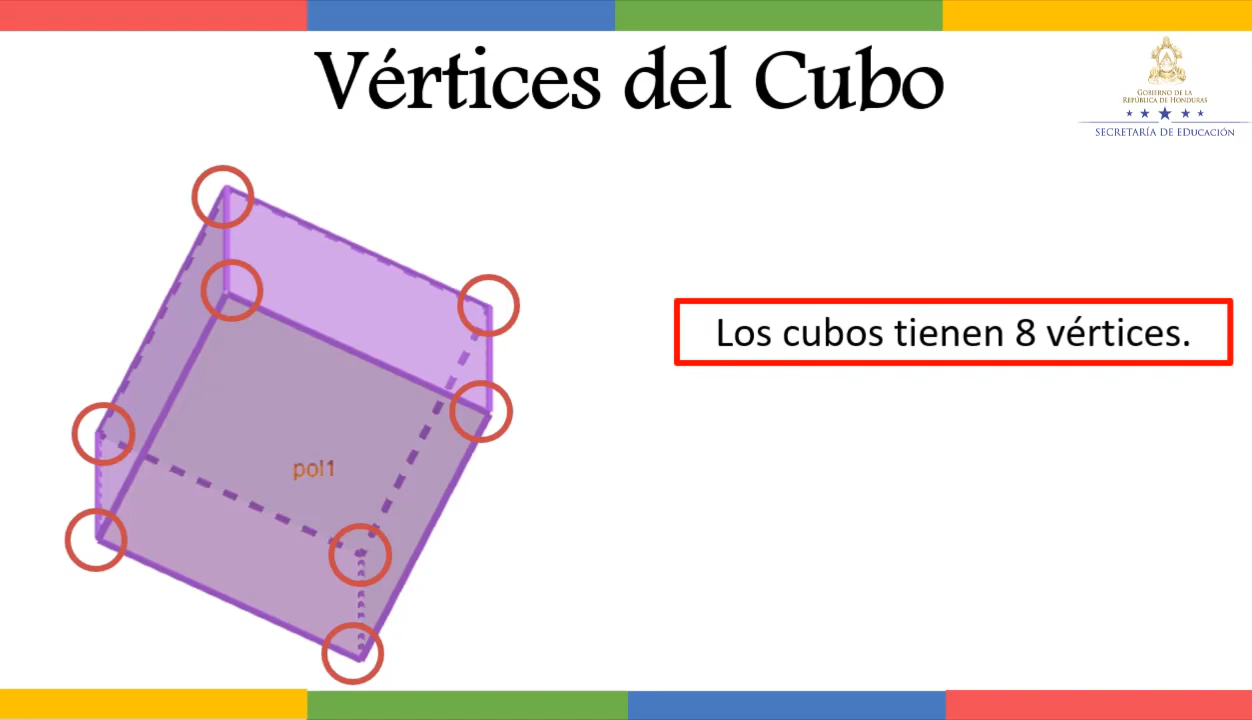 Vértices del Cubo
GOBIERNO DE LA
REPÚBLICA DE HONDURAS
SECRETARÍA DE EDUCACIÓN
Los cubos tienen 8 vértices.
pol1